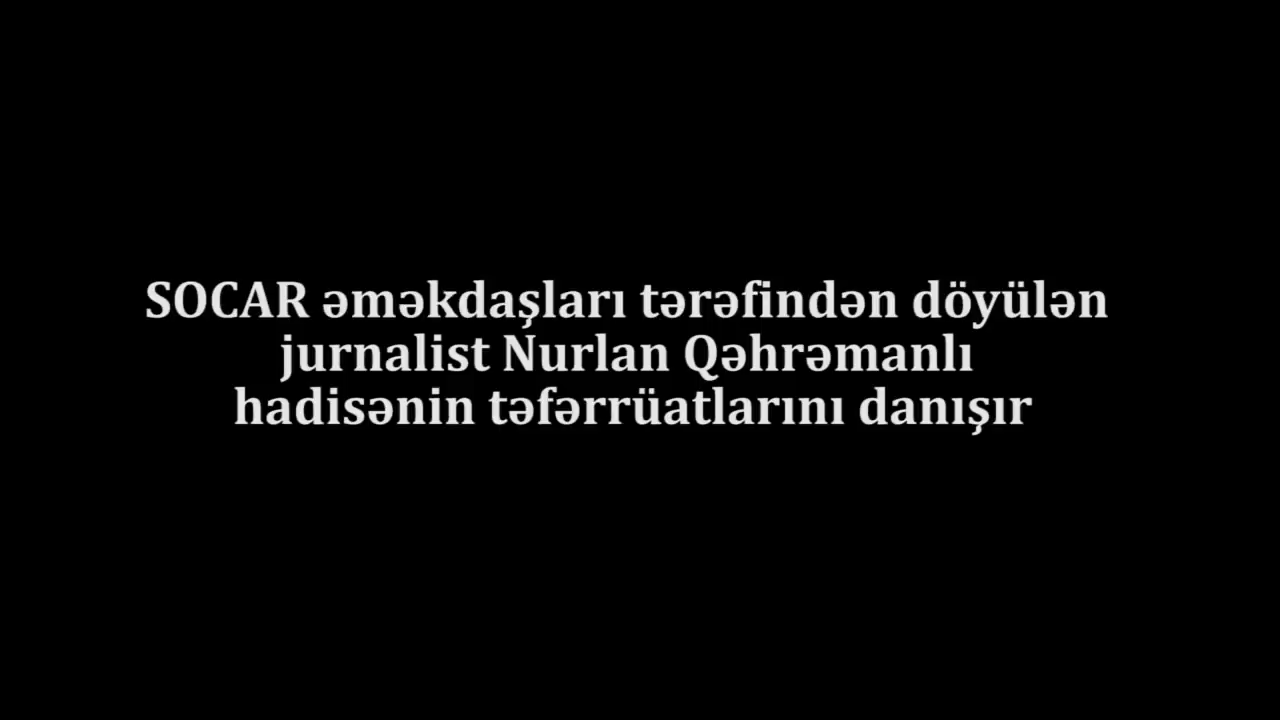 SOCAR əməkdaşları tərəfindən döyülən
jurnalist Nurlan Qəhrəmanlı
hadisənin təfərrüatlarını danışır